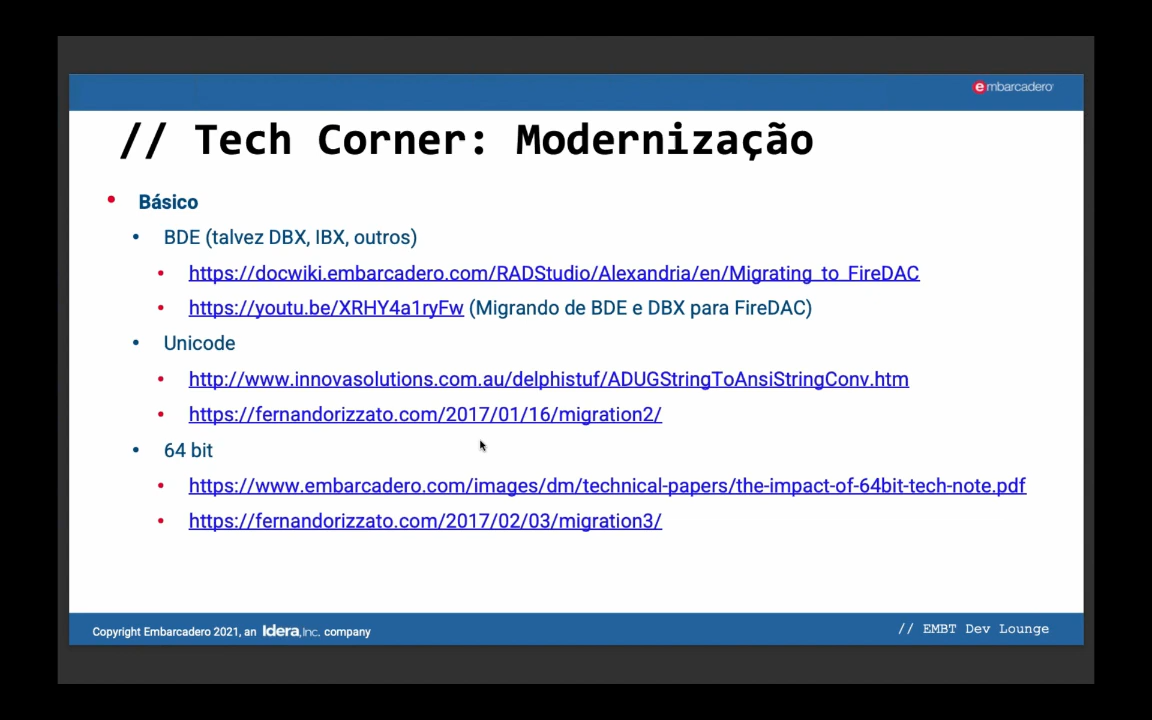 embarcadero
// Tech Corner: Modernização
• Básico
• BDE (talvez DBX, IBX, outros)
• https://docwiki.embarcadero.com/RADStudio/Alexandria/en/Migrating_to_FireDAC
• https://youtu.be/XRHY4a1ryFw (Migrando de BDE e DBX para FireDAC)
• Unicode
• http://www.innovasolutions.com.au/delphistuf/ADUGStringToAnsiStringConv.htm
• https://fernandorizzato.com/2017/01/16/migration2/
• 64 bit
• https://www.embarcadero.com/images/dm/technical-papers/the-impact-of-64bit-tech-note.pdf
• https://fernandorizzato.com/2017/02/03/migration3/
Copyright Embarcadero 2021, an Idera, Inc. company
// EMBT Dev Lounge